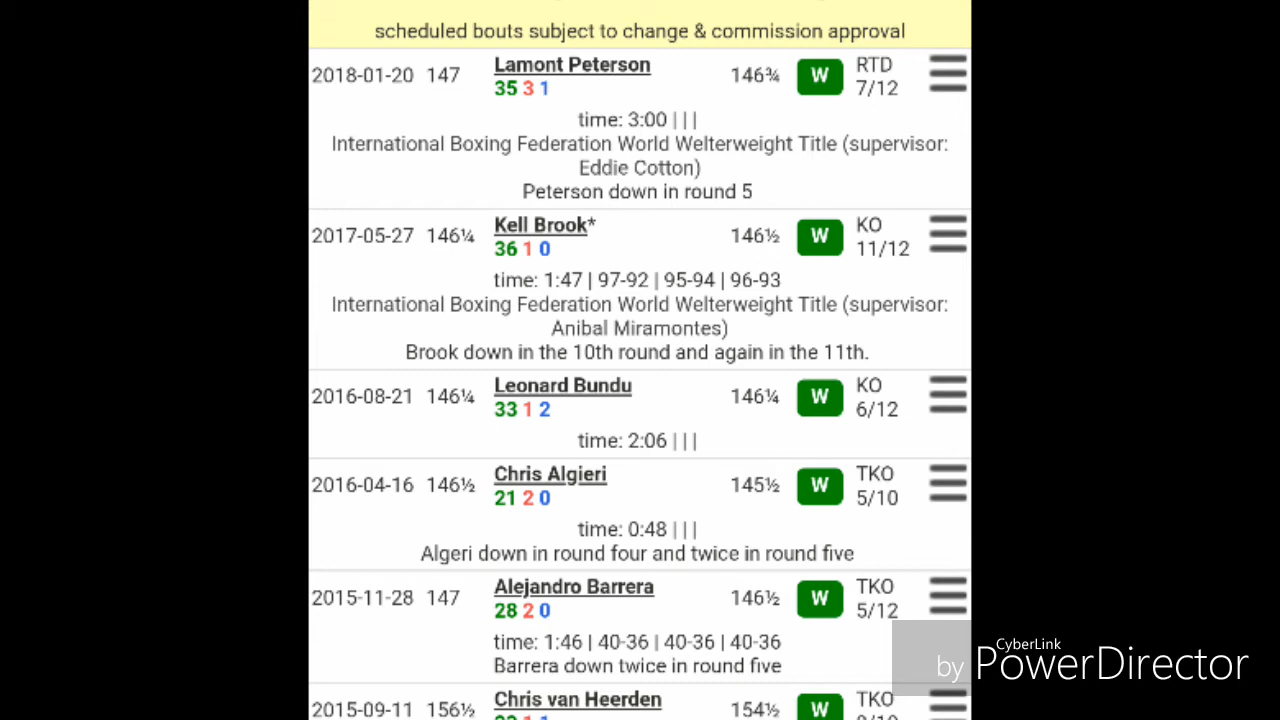 scheduled bouts subject to change & commission approval
2018-01-20 147 Lamont Peterson 146¾ W RTD
35 3 1 7/12
time: 3:00 | | |
International Boxing Federation World Welterweight Title (supervisor:
Eddie Cotton)
Peterson down in round 5
2017-05-27 146¼ Kell Brook* 146½ W KO
36 1 0 11/12
time: 1:47 | 97-92 | 95-94 | 96-93
International Boxing Federation World Welterweight Title (supervisor:
Anibal Miramontes)
Brook down in the 10th round and again in the 11th.
2016-08-21 146¼ Leonard Bundu 146¼ W KO
33 1 2 6/12
time: 2:06 | | |
2016-04-16 146½ Chris Algieri 145½ W TKO
21 2 0 5/10
time: 0:48 | | |
Algeri down in round four and twice in round five
2015-11-28 147 Alejandro Barrera 146½ W TKO
28 2 0 5/12
time: 1:46 | 40-36 | 40-36 | 40-36
Barrera down twice in round five
2015-09-11 156½ Chris van Heerden 154½ W TKO
by CyberLink PowerDirector